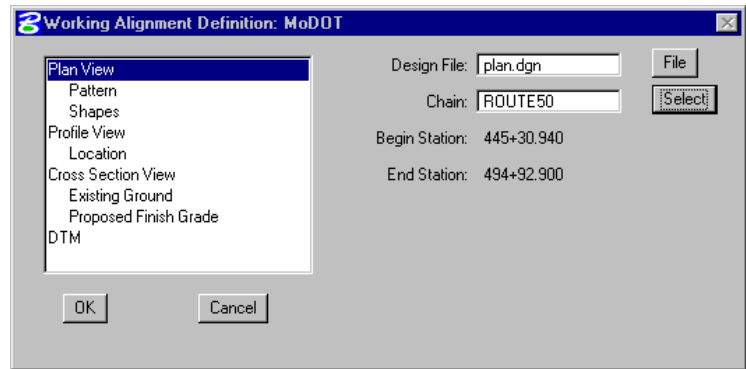 Working Alignment Definition: MoDOT
Plan View
Pattern
Shapes
Profile View
Location
Cross Section View
Existing Ground
Proposed Finish Grade
DTM
Design File: plan.dgn File
Chain: ROUTE50 Select
Begin Station: 445+30.940
End Station: 494+92.900
OK Cancel